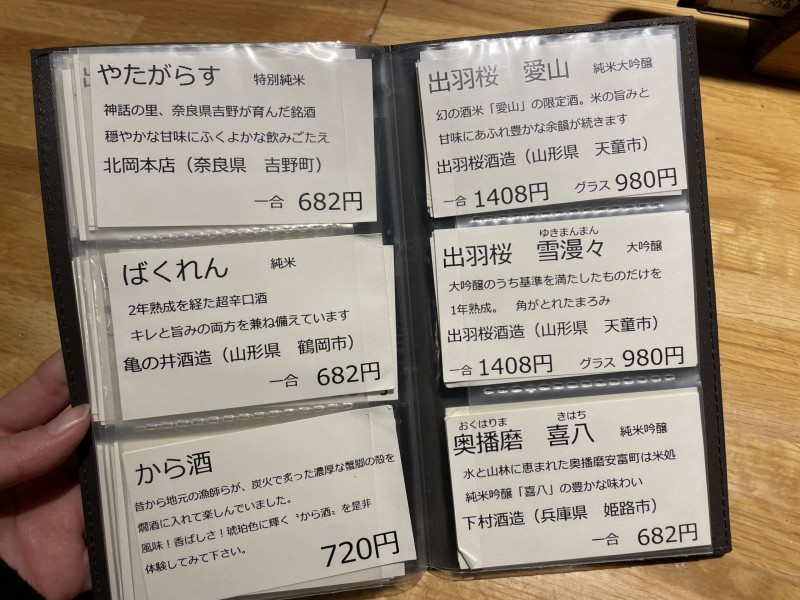 やたがらす　特別純米
神話の里、奈良県吉野が育んだ銘酒
穏やかな甘味にふくよかな飲みごたえ
北岡本店（奈良県　吉野町）
一合 682円
ばくれん　純米
2年熟成を経た超辛口酒
キレと旨みの両方を兼ね備えています
亀の井酒造（山形県　鶴岡市）
一合 682円
から酒
昔から地元の漁師らが、炭火で炙った濃厚な蟹脚の殻を
燗酒に入れて楽しんでいました。
風味！香ばしさ！琥珀色に輝く〝から酒〟を是非
体験してみて下さい。
720円
出羽桜　愛山　純米大吟醸
幻の酒米「愛山」の限定酒。米の旨みと
甘味にあふれ豊かな余韻が続きます
出羽桜酒造（山形県　天童市）
一合 1408円　グラス 980円
ゆきまんまん
出羽桜　雪漫々　大吟醸
大吟醸のうち基準を満たしたものだけを
1年熟成。　角がとれたまろみ
出羽桜酒造（山形県　天童市）
一合 1408円　グラス 980円
おくはりま　きはち
奥播磨　喜八　純米吟醸
水と山林に恵まれた奥播磨安富町は米処
純米吟醸「喜八」の豊かな味わい
下村酒造（兵庫県　姫路市）
一合 682円